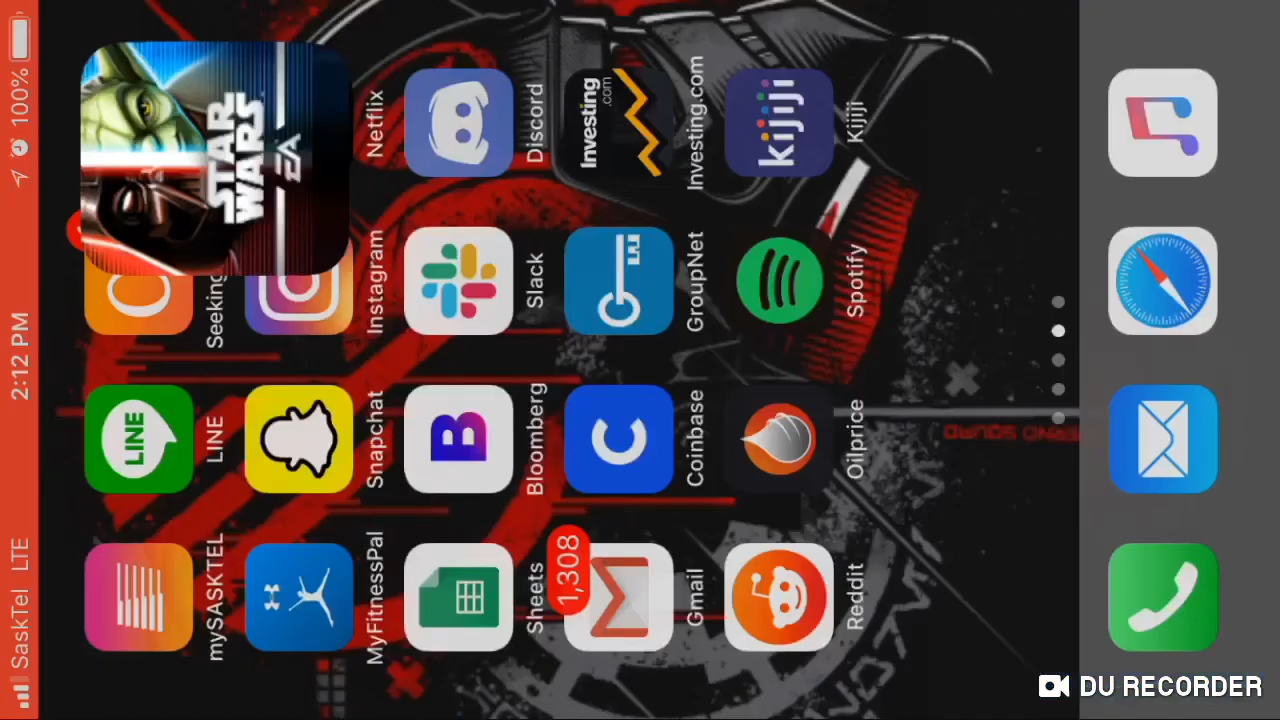 SaskTel LTE
2:12 PM
100%
mySASKTEL
LINE
LINE
Seeking
STAR
WARS
EA
MyFitnessPal
Snapchat
Instagram
Netflix
Sheets
B
Bloomberg
Slack
Discord
1,308
Gmail
C
Coinbase
GroupNet
Investing
.com
Investing.com
Reddit
Oilprice
Spotify
kijiji
Kijiji
DU RECORDER